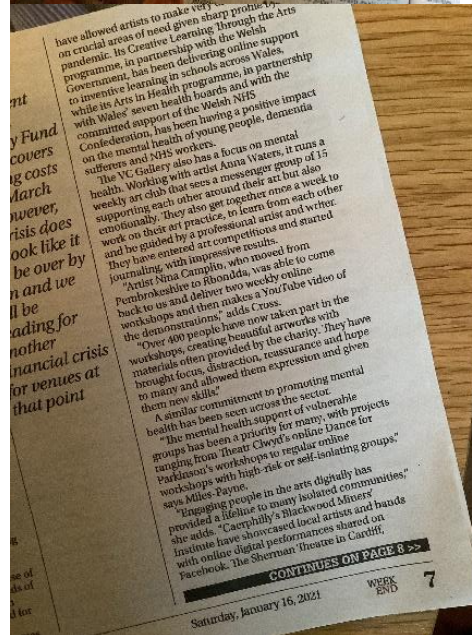 ent
y Fund
covers
g costs
March
owever,
risis does
ook like it
be over by
n and we
ll be
ading for
nother
nancial crisis
for venues at
that point
have allowed artists to make very
on crucial areas of need given sharp profile by
pandemic. Its Creative Learning Through the Arts
programme, in partnership with the Welsh
Government, has been delivering online support
to inventive learning in schools across Wales,
while its Arts in Health programme, in partnership
with Wales' seven health boards and with the
committed support of the Welsh NHS
Confederation, has been having a positive impact
on the mental health of young people, dementia
sufferers and NHS workers.
The VC Gallery also has a focus on mental
health. Working with artist Anna Waters, it runs a
weekly art club that sees a messenger group of 15
supporting each other around their art but also
emotionally. They also get together once a week to
work on their art practice, to learn from each other
and be guided by a professional artist and writer.
They have entered art competitions and started
journaling, with impressive results.
"Artist Nina Camplin, who moved from
Pembrokeshire to Rhondda, was able to come
back to us and deliver two weekly online
workshops and then makes a YouTube video of
the demonstrations," adds Cross.
"Over 400 people have now taken part in the
workshops, creating beautiful artworks with
materials often provided by the charity. They have
brought focus, distraction, reassurance and hope
to many and allowed them expression and given
them new skills."
A similar commitment to promoting mental
health has been seen across the sector.
"The mental health support of vulnerable
groups has been a priority for many, with projects
ranging from Theatr Clwyd's online Dance for
Parkinson's workshops to regular online
workshops with high-risk or self-isolating groups,"
says Miles-Payne.
"Engaging people in the arts digitally has
provided a lifeline to many isolated communities,"
she adds. "Caerphilly's Blackwood Miners'
Institute have showcased local artists and bands
with online digital performances shared on
Facebook. The Sherman Theatre in Cardiff,
CONTINUES ON PAGE 8 >>
Saturday, January 16, 2021
WEEK
END
7